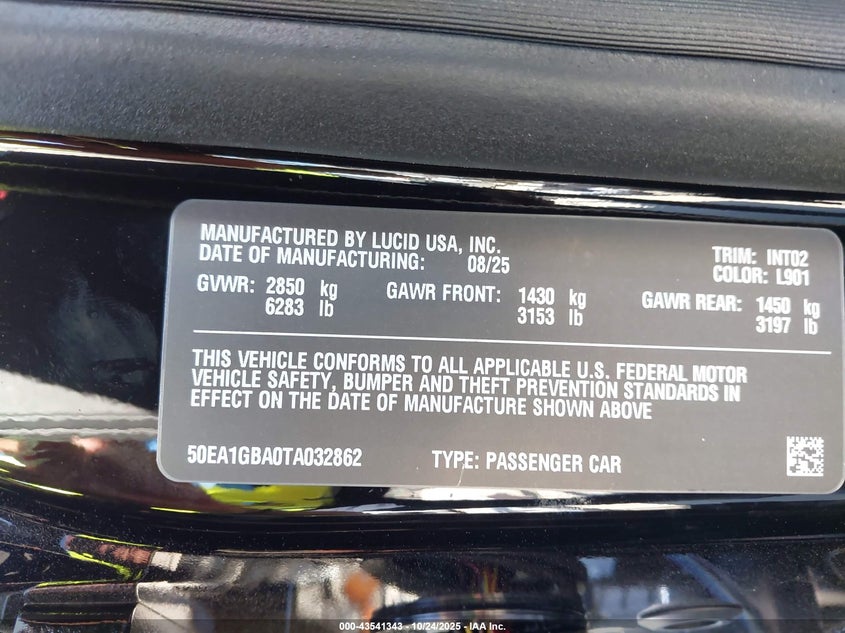 MANUFACTURED BY LUCID USA, INC.
DATE OF MANUFACTURING: 08/25
TRIM: INT02
COLOR: L901
GVWR: 2850 kg GAWR FRONT: 1430 kg GAWR REAR: 1450 kg
6283 lb 3153 lb 3197 lb
THIS VEHICLE CONFORMS TO ALL APPLICABLE U.S. FEDERAL MOTOR
VEHICLE SAFETY, BUMPER AND THEFT PREVENTION STANDARDS IN
EFFECT ON THE DATE OF MANUFACTURE SHOWN ABOVE
50EA1GBA0TA032862 TYPE: PASSENGER CAR
000-43541343 - 10/24/2025 - IAA Inc.